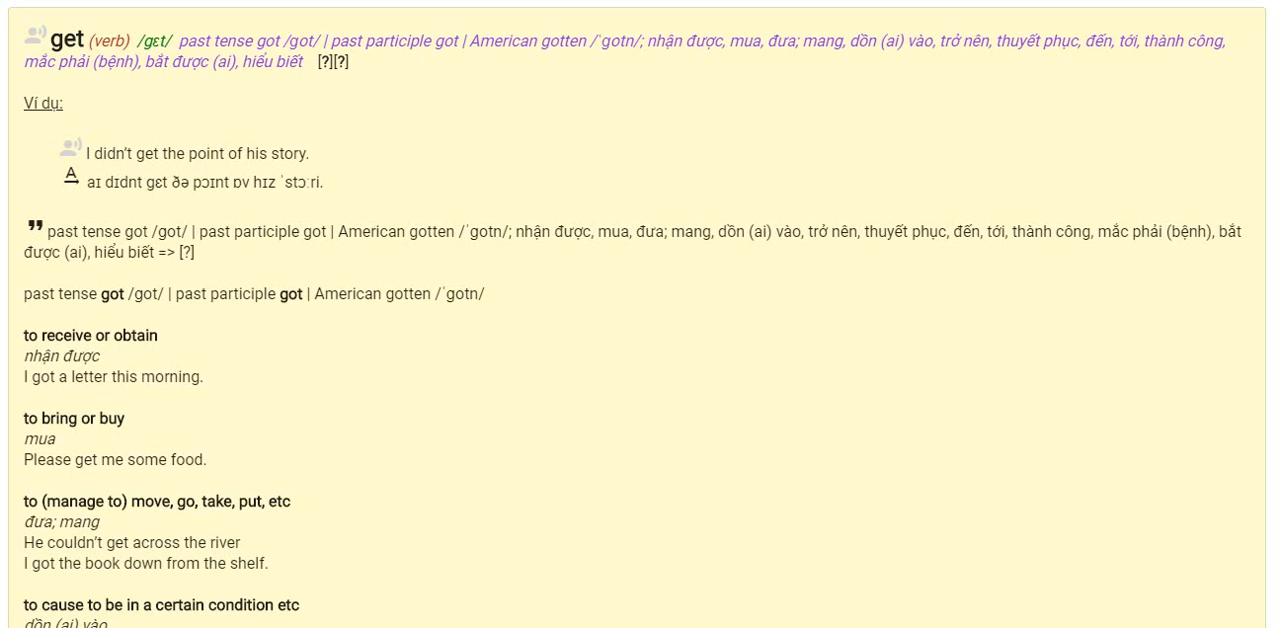 get (verb) /gɛt/ past tense got /ɡot/ | past participle got | American gotten /ˈɡotn/; nhận được, mua, đưa; mang, dồn (ai) vào, trở nên, thuyết phục, đến, tới, thành công,
mắc phải (bệnh), bắt được (ai), hiểu biết [?][?]
Ví dụ:
I didn’t get the point of his story.
A aɪ dɪdnt gɛt ðə pɔɪnt ɒv hɪz ˈstɔːri.
past tense got /ɡot/ | past participle got | American gotten /ˈɡotn/; nhận được, mua, đưa; mang, dồn (ai) vào, trở nên, thuyết phục, đến, tới, thành công, mắc phải (bệnh), bắt
được (ai), hiểu biết => [?]
past tense got /ɡot/ | past participle got | American gotten /ˈɡotn/
to receive or obtain
nhận được
I got a letter this morning.
to bring or buy
mua
Please get me some food.
to (manage to) move, go, take, put, etc
đưa; mang
He couldn’t get across the river
I got the book down from the shelf.
to cause to be in a certain condition etc
dồn (ai) vào